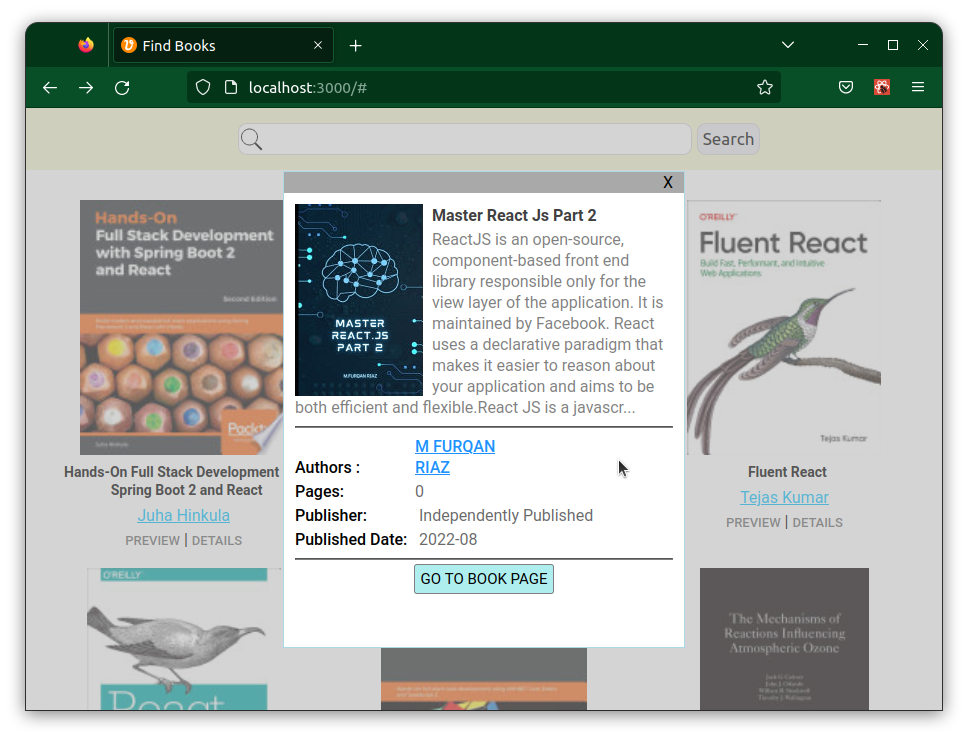 Find Books
localhost:3000/#
Search
X
Hands-On
Full Stack Development
with Spring Boot 2
and React
Second Edition
Packt
Hands-On Full Stack Development
Spring Boot 2 and React
Juha Hinkula
PREVIEW | DETAILS
MASTER
REACT.JS
PART 2
M FURQAN RIAZ
Master React Js Part 2
ReactJS is an open-source,
component-based front end
library responsible only for the
view layer of the application. It is
maintained by Facebook. React
uses a declarative paradigm that
makes it easier to reason about
your application and aims to be
both efficient and flexible.React JS is a javascr...
Authors : M FURQAN
RIAZ
Pages: 0
Publisher: Independently Published
Published Date: 2022-08
GO TO BOOK PAGE
O'REILLY
Fluent React
Build Fast, Performant, and Intuitive
Web Applications
Tejas Kumar
Fluent React
Tejas Kumar
PREVIEW | DETAILS
O'REILLY
React
The Mechanisms of
Reactions Influencing
Atmospheric Ozone